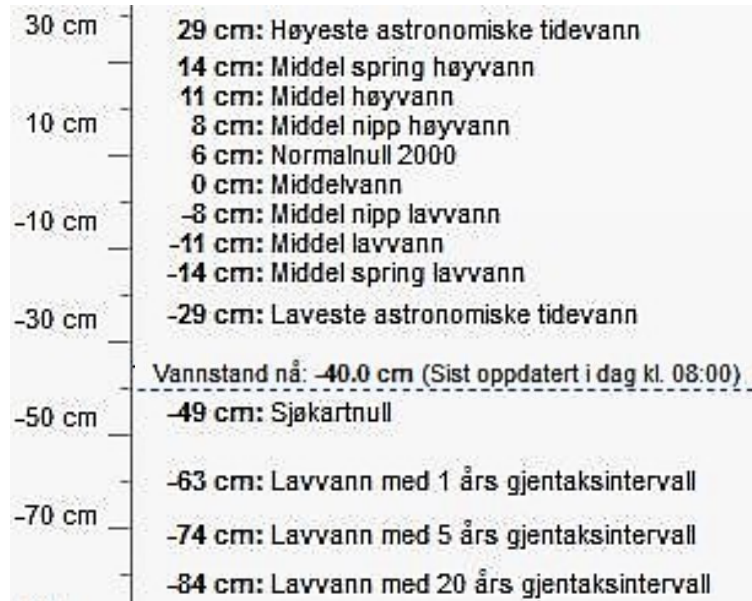 30 cm
29 cm: Høyeste astronomiske tidevann
14 cm: Middel spring høyvann
11 cm: Middel høyvann
10 cm
8 cm: Middel nipp høyvann
6 cm: Normalnull 2000
0 cm: Middelvann
-10 cm
-8 cm: Middel nipp lavvann
-11 cm: Middel lavvann
-14 cm: Middel spring lavvann
-30 cm
-29 cm: Laveste astronomiske tidevann
Vannstand nå: -40.0 cm (Sist oppdatert i dag kl. 08:00)
-50 cm
-49 cm: Sjøkartnull
-63 cm: Lavvann med 1 års gjentaksintervall
-70 cm
-74 cm: Lavvann med 5 års gjentaksintervall
-84 cm: Lavvann med 20 års gjentaksintervall